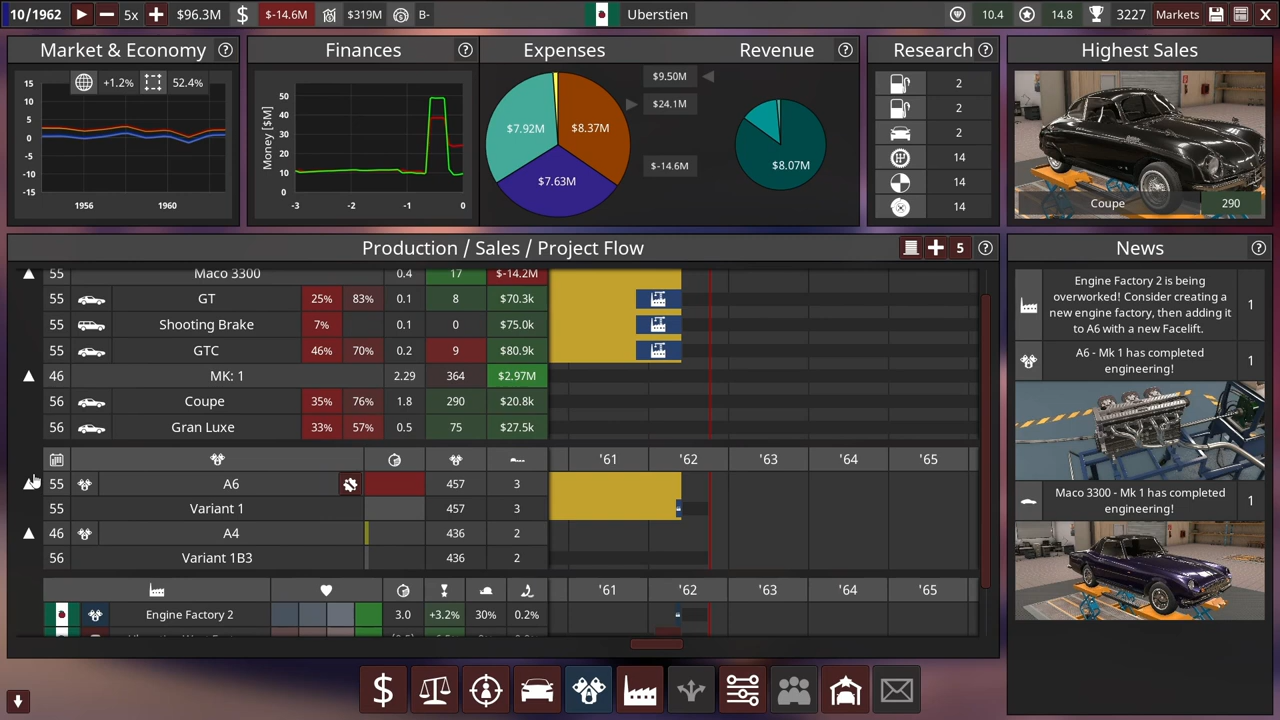 10/1962 5x $96.3M $-14.6M $319M B- Uberstien 10.4 14.8 3227 Markets
Market & Economy
+1.2% 52.4%
15
10
5
0
-5
-10
-15
1956 1960
Finances
Money [$M]
50
40
30
20
10
0
-3 -2 -1 0
Expenses
$7.92M
$8.37M
$7.63M
$9.50M
$24.1M
$-14.6M
Revenue
$8.07M
Research
2
2
2
14
14
14
Highest Sales
Coupe 290
Production / Sales / Project Flow 5
55 Maco 3300 0.4 17 $-14.2M
55 GT 25% 83% 0.1 8 $70.3k
55 Shooting Brake 7% 0.1 0 $75.0k
55 GTC 46% 70% 0.2 9 $80.9k
46 MK: 1 2.29 364 $2.97M
56 Coupe 35% 76% 1.8 290 $20.8k
56 Gran Luxe 33% 57% 0.5 75 $27.5k
'61 '62 '63 '64 '65
55 A6 457 3
55 Variant 1 457 3
46 A4 436 2
56 Variant 1B3 436 2
'61 '62 '63 '64 '65
Engine Factory 2 3.0 +3.2% 30% 0.2%
News
Engine Factory 2 is being
overworked! Consider creating a
new engine factory, then adding it
to A6 with a new Facelift.
1
A6 - Mk 1 has completed
engineering!
1
Maco 3300 - Mk 1 has completed
engineering!
1